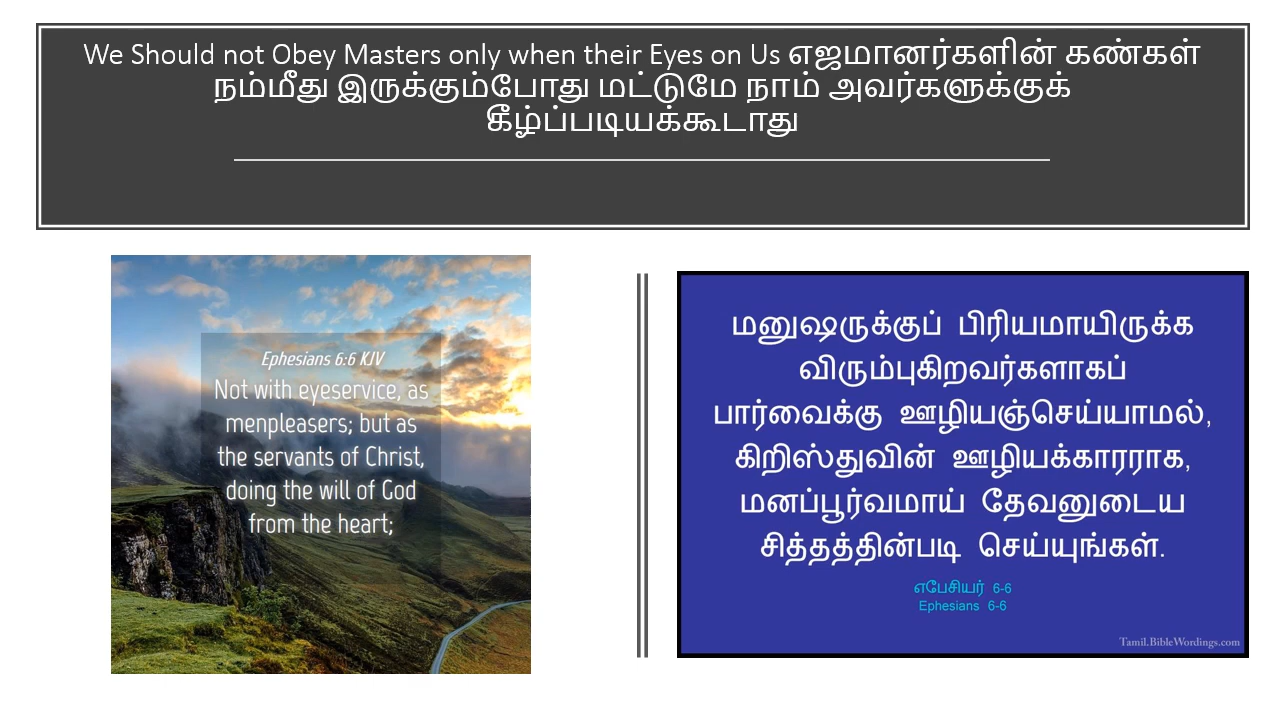 We Should not Obey Masters only when their Eyes on Us எஜமானர்களின் கண்கள்
நம்மீது இருக்கும்போது மட்டுமே நாம் அவர்களுக்குக்
கீழ்ப்படியக்கூடாது
Ephesians 6:6 KJV
Not with eyeservice, as
menpleasers; but as
the servants of Christ,
doing the will of God
from the heart;
மனுஷருக்குப் பிரியமாயிருக்க
விரும்புகிறவர்களாகப்
பார்வைக்கு ஊழியஞ்செய்யாமல்,
கிறிஸ்துவின் ஊழியக்காரராக,
மனப்பூர்வமாய் தேவனுடைய
சித்தத்தின்படி செய்யுங்கள்.
எபேசியர் 6-6
Ephesians 6-6
Tamil.BibleWordings.com